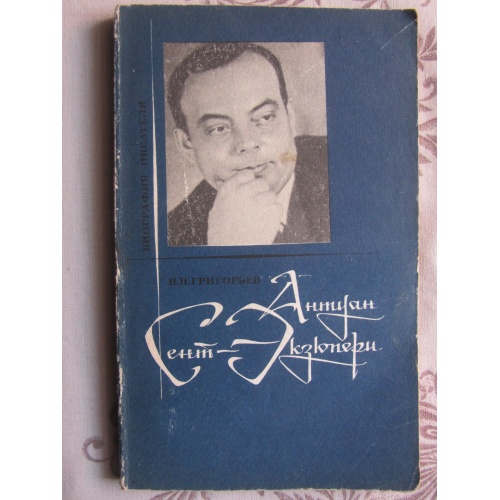 БИОГРАФИЯ ПИСАТЕЛЯ
В.П.ГРИГОРЬЕВ
Антуан
Сент-Экзюпери